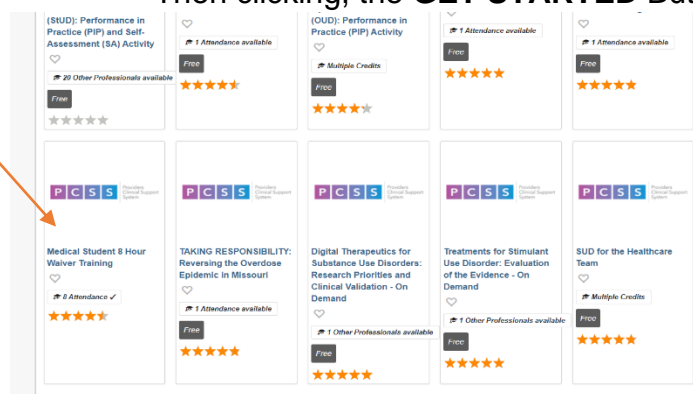 Then clicking, the GET STARTED
(StUD): Performance in
Practice (PIP) and Self-
Assessment (SA) Activity
20 Other Professionals available
Free
1 Attendance available
Free
(OUD): Performance in
Practice (PIP) Activity
Multiple Credits
Free
1 Attendance available
Free
1 Attendance available
Free
PCSS Providers
Clinical Support
System
Medical Student 8 Hour
Waiver Training
8 Attendance ✓
PCSS Providers
Clinical Support
System
TAKING RESPONSIBILITY:
Reversing the Overdose
Epidemic in Missouri
1 Attendance available
Free
PCSS Providers
Clinical Support
System
Digital Therapeutics for
Substance Use Disorders:
Research Priorities and
Clinical Validation - On
Demand
1 Other Professionals available
Free
PCSS Providers
Clinical Support
System
Treatments for Stimulant
Use Disorder: Evaluation
of the Evidence - On
Demand
1 Other Professionals available
Free
PCSS Providers
Clinical Support
System
SUD for the Healthcare
Team
Multiple Credits
Free